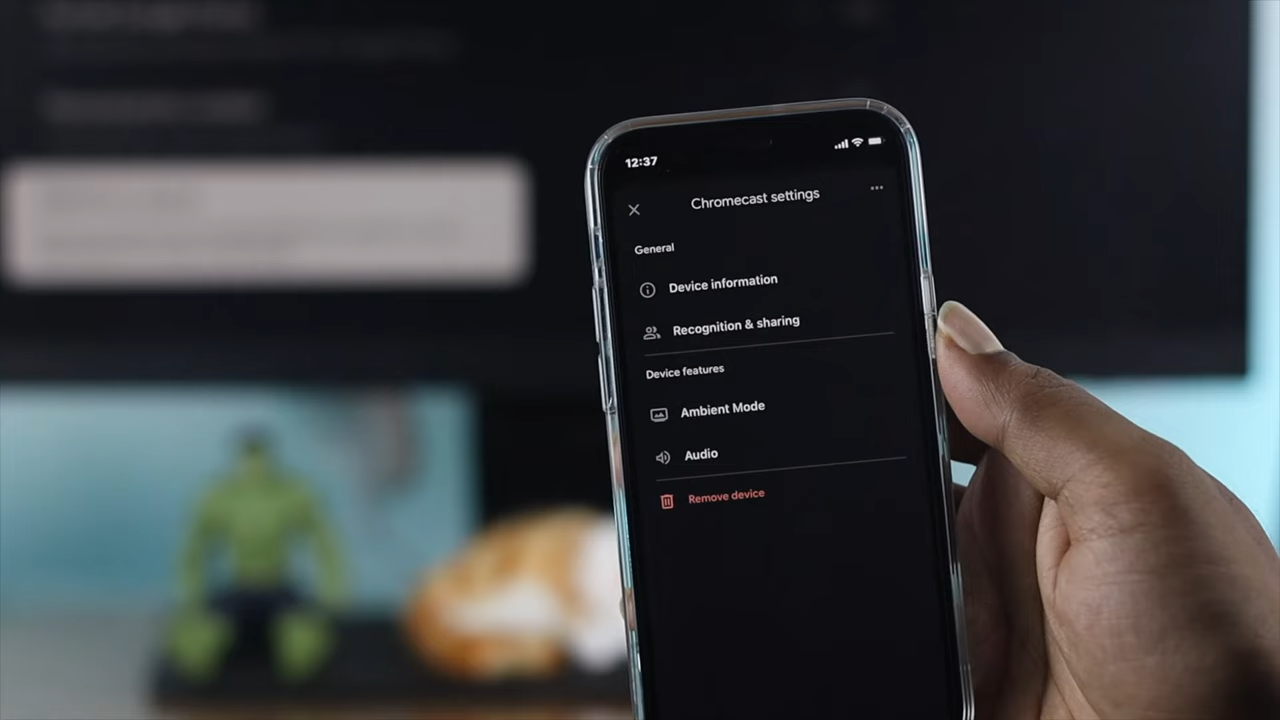 12:37
Chromecast settings
General
Device information
Recognition & sharing
Device features
Ambient Mode
Audio
Remove device